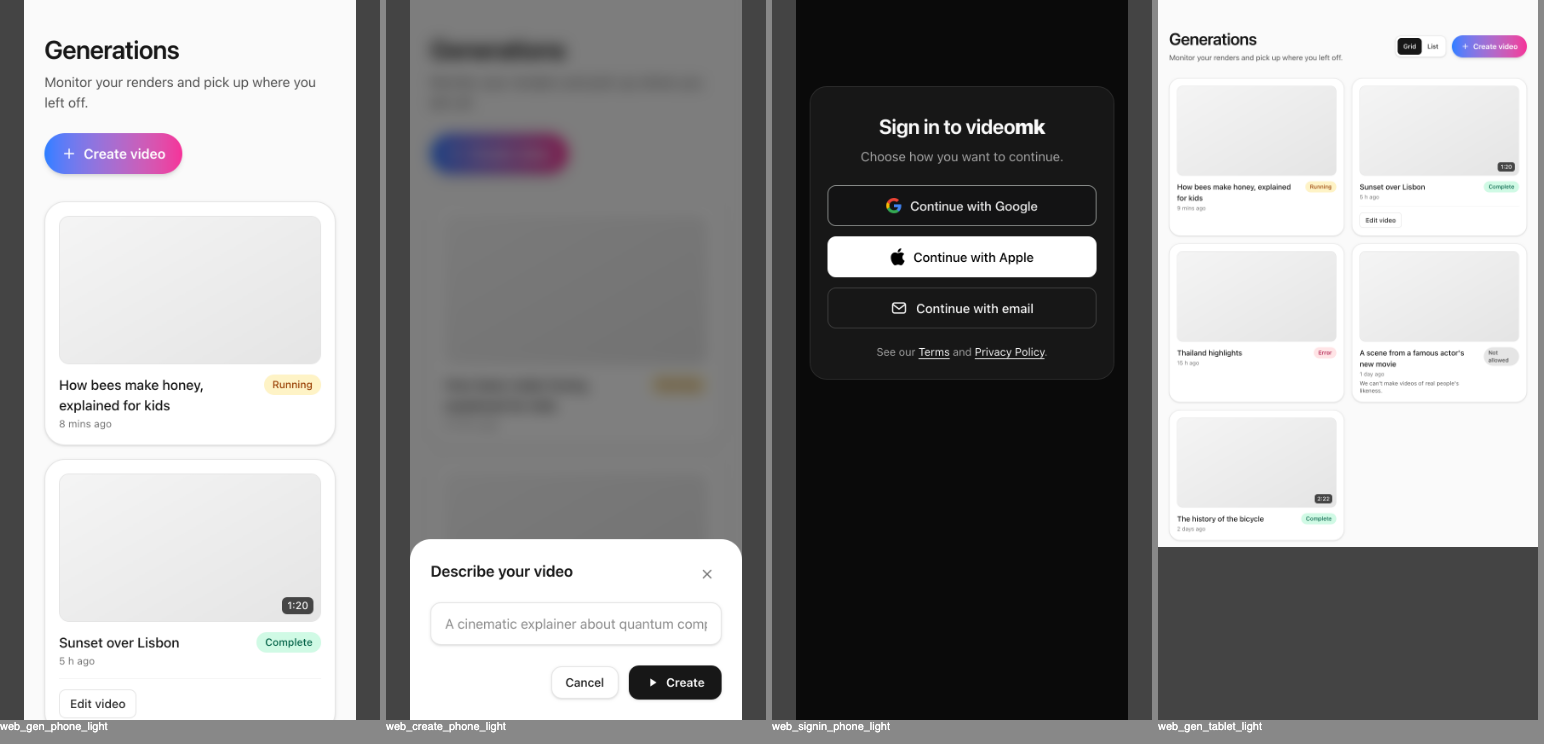 Generations
Monitor your renders and pick up where you
left off.
+ Create video
How bees make honey,
explained for kids
Running
8 mins ago
1:20
Sunset over Lisbon
Complete
5 h ago
Edit video
web_gen_phone_light
Describe your video
A cinematic explainer about quantum comp
Cancel
Create
web_create_phone_light
Sign in to videomk
Choose how you want to continue.
Continue with Google
Continue with Apple
Continue with email
See our Terms and Privacy Policy.
web_signin_phone_light
Generations
Monitor your renders and pick up where you left off.
Grid
List
+ Create video
How bees make honey, explained
for kids
Running
9 mins ago
1:20
Sunset over Lisbon
Complete
5 h ago
Edit video
Thailand highlights
Error
15 h ago
A scene from a famous actor's
new movie
Not
allowed
1 day ago
We can't make videos of real people's
likeness.
2:22
The history of the bicycle
Complete
2 days ago
web_gen_tablet_light